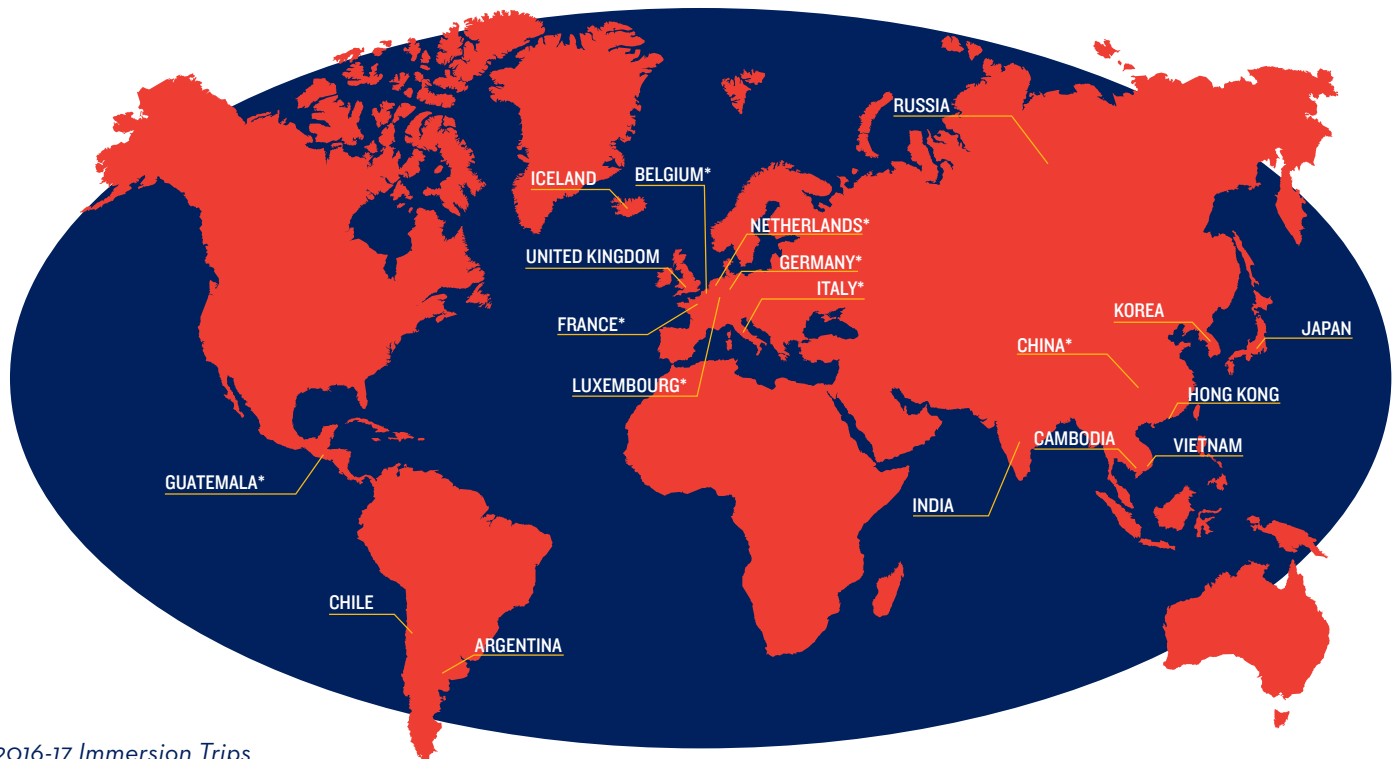 RUSSIA
ICELAND
BELGIUM*
NETHERLANDS*
UNITED KINGDOM
GERMANY*
ITALY*
FRANCE*
KOREA
JAPAN
CHINA*
LUXEMBOURG*
HONG KONG
CAMBODIA
VIETNAM
GUATEMALA*
INDIA
CHILE
ARGENTINA
2016-17 Immersion Trips